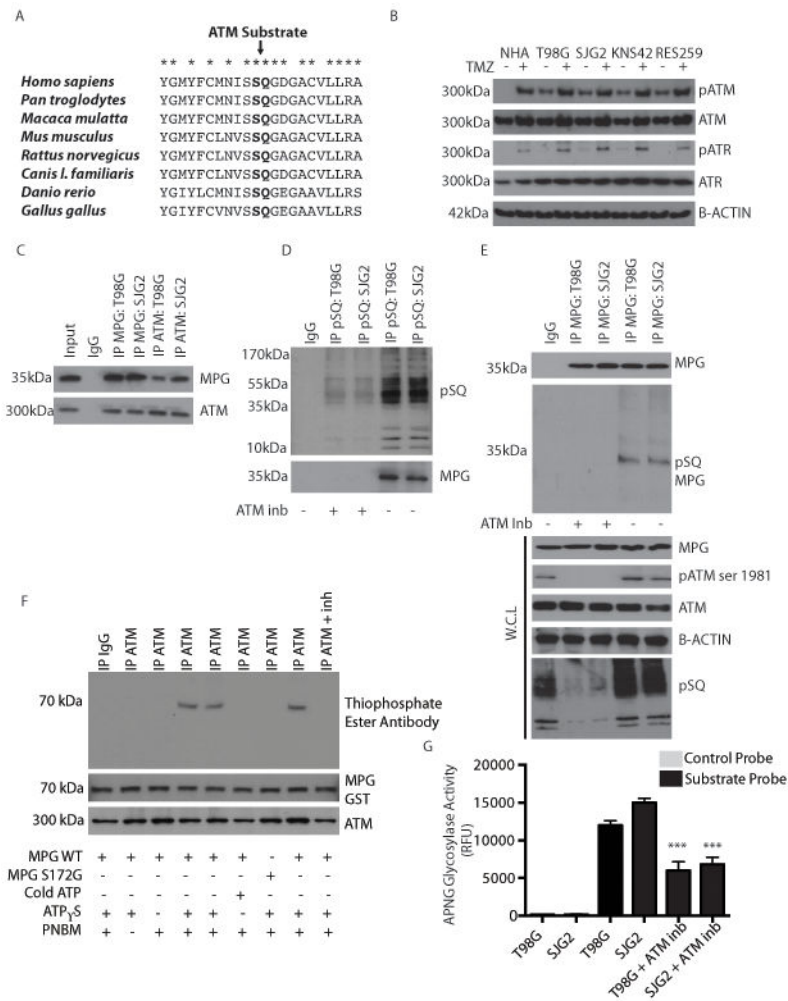 A
ATM Substrate
** * * * * ***** ** ****
Homo sapiens YGMYFCMNISSQGDGACVLLRA
Pan troglodytes YGMYFCMNISSQGDGACVLLRA
Macaca mulatta YGMYFCMNISSQGDGACVLLRA
Mus musculus YGMYFCLNVSSQGAGACVLLRA
Rattus norvegicus YGMYFCLNVSSQGAGACVLLRA
Canis l. familiaris YGMYFCMNVSSQGDGACVLLRA
Danio rerio YGIYLCMNISSQGEGAAVLLRS
Gallus gallus YGIYFCVNVSSQGEGAAVLLRS
B
NHA T98G SJG2 KNS42 RES259
TMZ - + - + - + - + - +
300kDa pATM
300kDa ATM
300kDa pATR
300kDa ATR
42kDa B-ACTIN
C
Input
IgG
IP MPG: T98G
IP MPG: SJG2
IP ATM: T98G
IP ATM: SJG2
35kDa MPG
300kDa ATM
D
IgG
IP pSQ: T98G
IP pSQ: SJG2
IP pSQ: T98G
IP pSQ: SJG2
170kDa
55kDa pSQ
35kDa
10kDa
35kDa MPG
ATM inb - + + - -
E
IgG
IP MPG: T98G
IP MPG: SJG2
IP MPG: T98G
IP MPG: SJG2
35kDa MPG
35kDa
pSQ
MPG
ATM Inb - + + - -
W.C.L
MPG
pATM ser 1981
ATM
B-ACTIN
pSQ
F
IP IgG
IP ATM
IP ATM
IP ATM
IP ATM
IP ATM
IP ATM
IP ATM
IP ATM + inh
70 kDa
Thiophosphate
Ester Antibody
70 kDa MPG
GST
300 kDa ATM
MPG WT + + + + + + - + +
MPG S172G - - - - - - + - -
Cold ATP - - - - - + - - -
ATPγS + + - + + - + + +
PNBM + - + + + + + + +
G
Control Probe
Substrate Probe
APNG Glycosylase Activity
(RFU)
20000
15000
10000
5000
0
*** ***
T98G
SJG2
T98G
SJG2
T98G + ATM inb
SJG2 + ATM inb